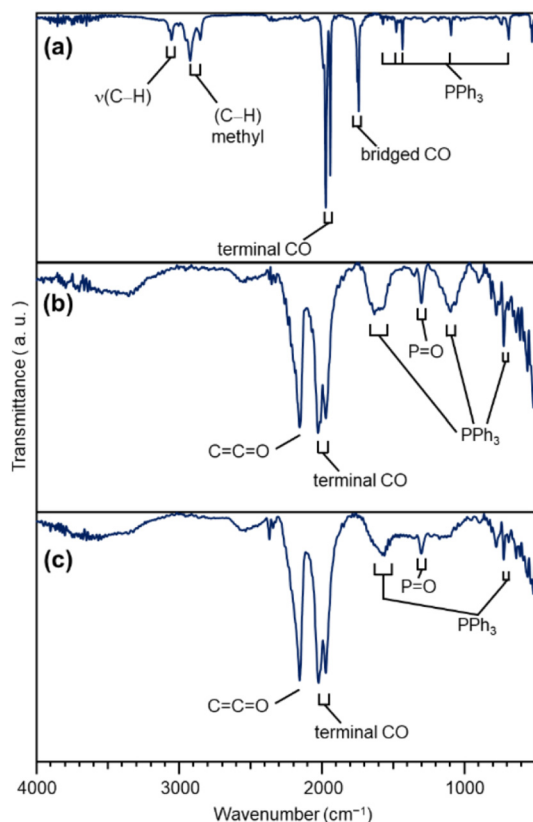 (a)
ν(C–H)
(C–H)
methyl
PPh₃
bridged CO
terminal CO
(b)
P=O
PPh₃
C=C=O
terminal CO
(c)
P=O
PPh₃
C=C=O
terminal CO
Transmittance ( a. u. )
4000 3000 2000 1000
Wavenumber (cm⁻¹)